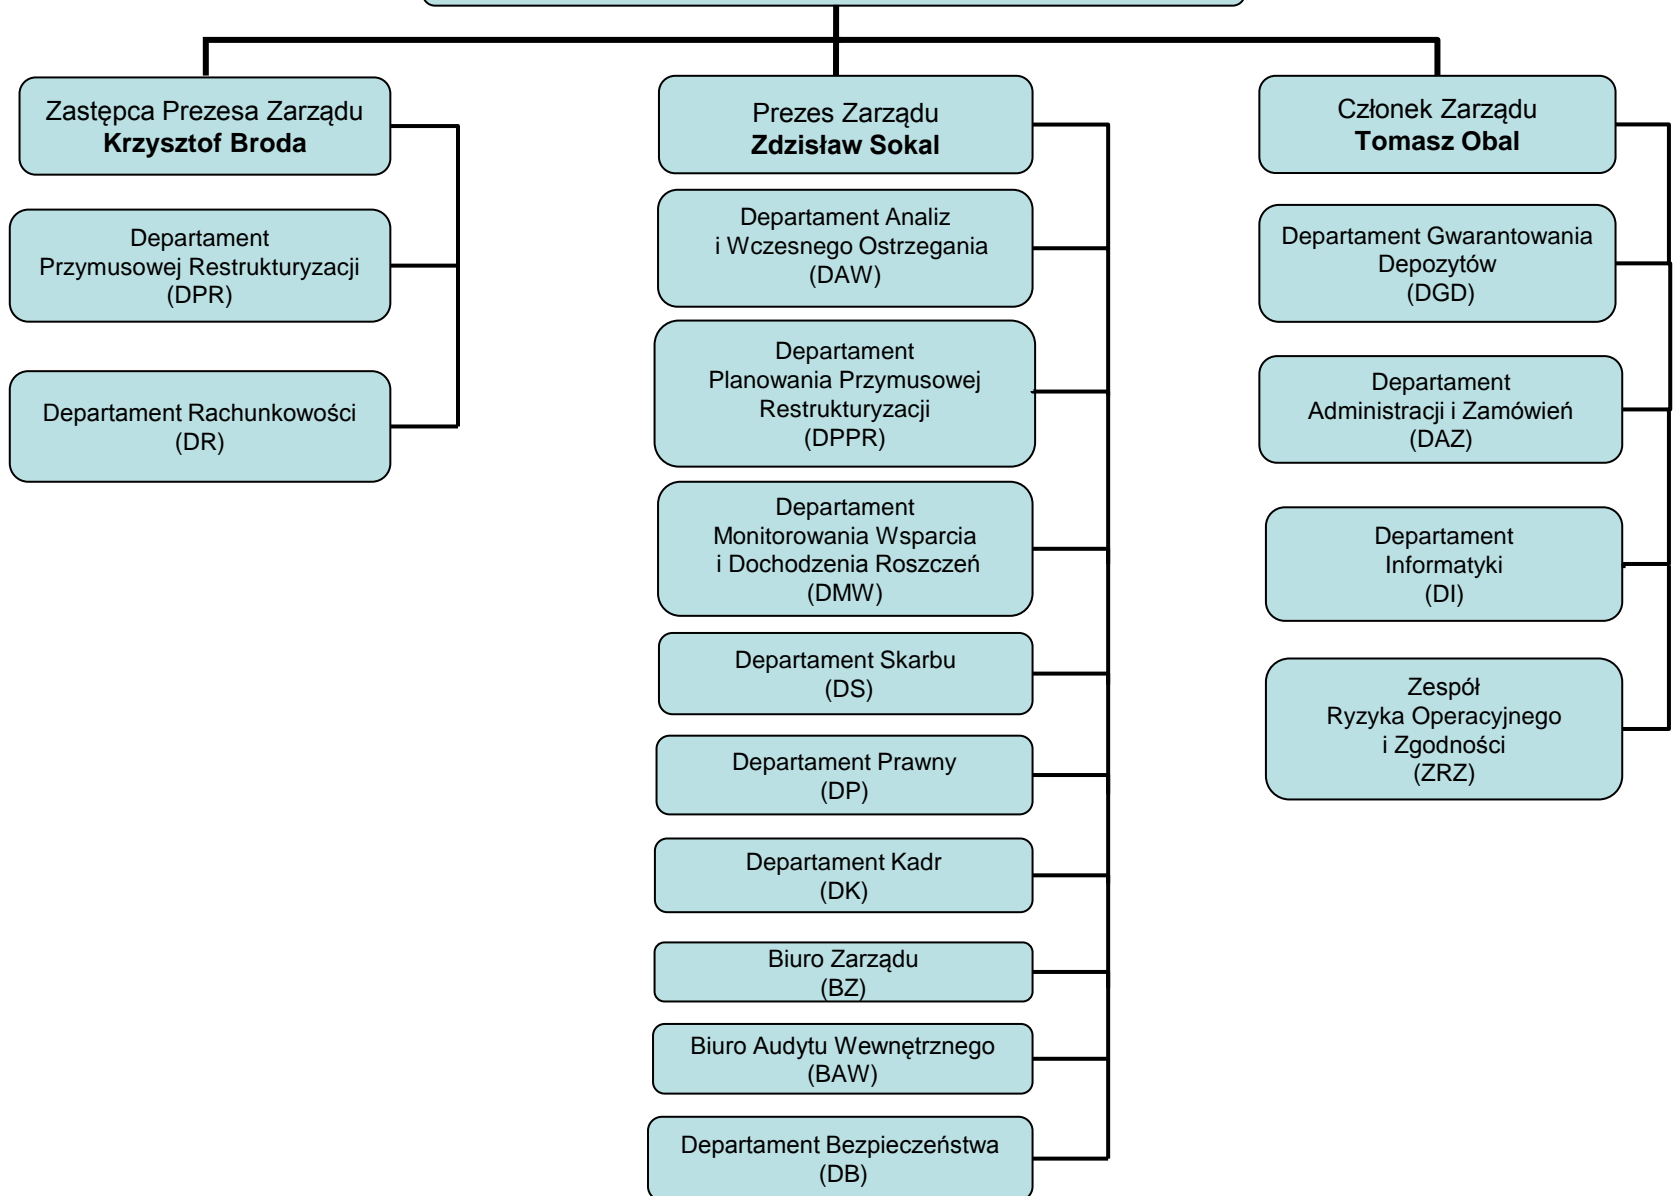 Zastępca Prezesa Zarządu
Krzysztof Broda
Departament
Przymusowej Restrukturyzacji
(DPR)
Departament Rachunkowości
(DR)
Prezes Zarządu
Zdzisław Sokal
Departament Analiz
i Wczesnego Ostrzegania
(DAW)
Departament
Planowania Przymusowej
Restrukturyzacji
(DPPR)
Departament
Monitorowania Wsparcia
i Dochodzenia Roszczeń
(DMW)
Departament Skarbu
(DS)
Departament Prawny
(DP)
Departament Kadr
(DK)
Biuro Zarządu
(BZ)
Biuro Audytu Wewnętrznego
(BAW)
Departament Bezpieczeństwa
(DB)
Członek Zarządu
Tomasz Obal
Departament Gwarantowania
Depozytów
(DGD)
Departament
Administracji i Zamówień
(DAZ)
Departament
Informatyki
(DI)
Zespół
Ryzyka Operacyjnego
i Zgodności
(ZRZ)